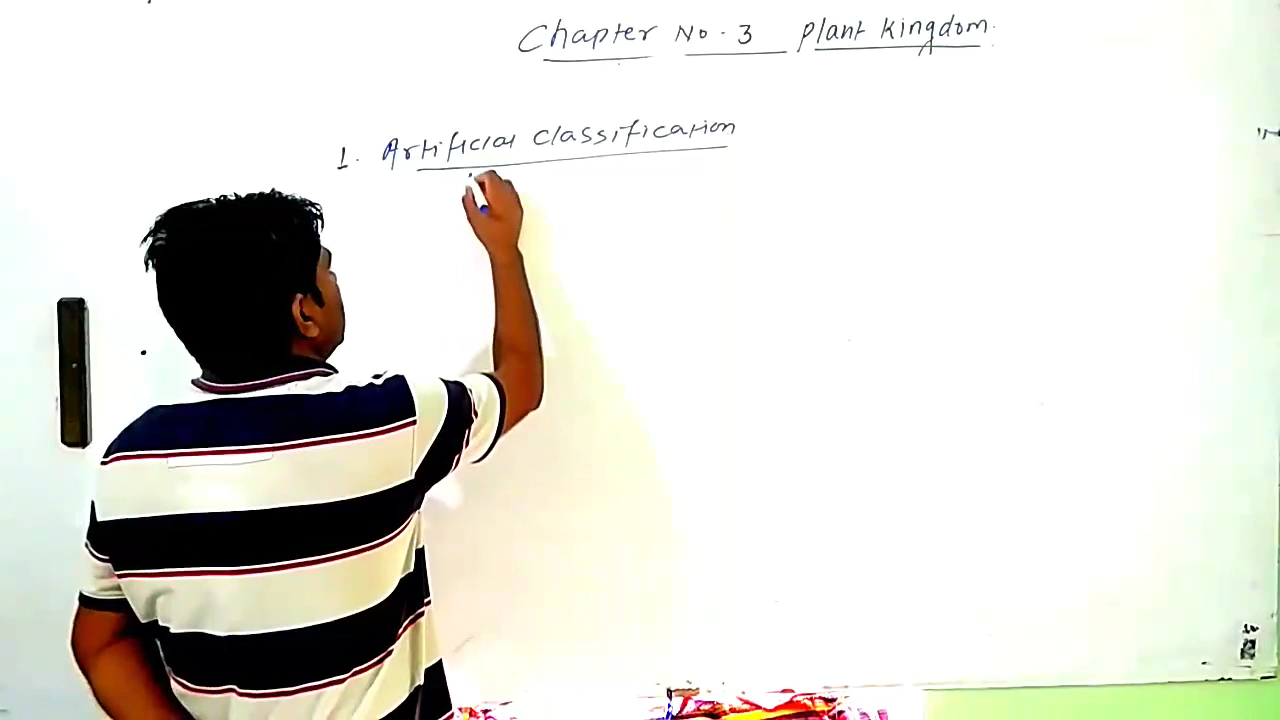 Chapter No. 3 Plant Kingdom.
1. Artificial classification